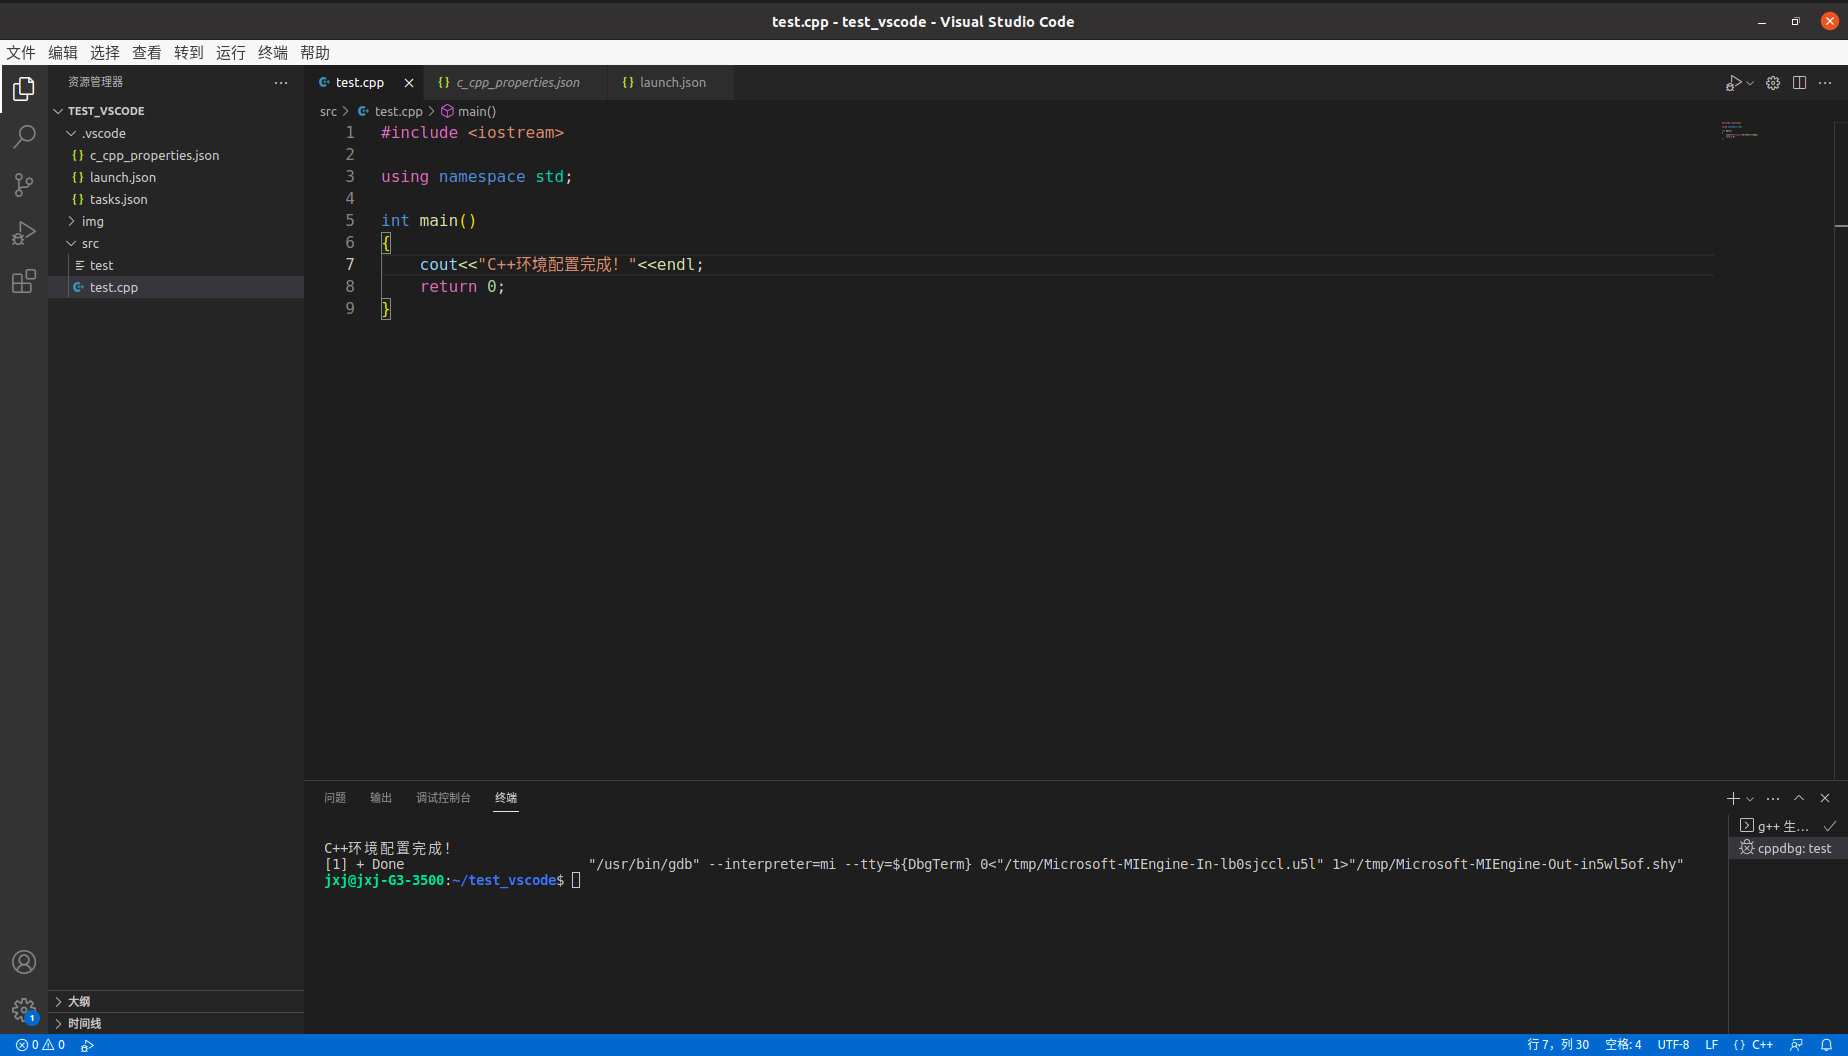 test.cpp - test_vscode - Visual Studio Code
文件 编辑 选择 查看 转到 运行 终端 帮助
资源管理器
TEST_VSCODE
.vscode
c_cpp_properties.json
launch.json
tasks.json
img
src
test
test.cpp
大纲
时间线
test.cpp c_cpp_properties.json launch.json
src test.cpp main()
1 #include <iostream>
2
3 using namespace std;
4
5 int main()
6 {
7 cout<<"C++环境配置完成！"<<endl;
8 return 0;
9 }
问题 输出 调试控制台 终端
C++环境配置完成！
[1] + Done "/usr/bin/gdb" --interpreter=mi --tty=${DbgTerm} 0<"/tmp/Microsoft-MIEngine-In-lb0sjccl.u5l" 1>"/tmp/Microsoft-MIEngine-Out-in5wl5of.shy"
jxj@jxj-G3-3500:~/test_vscode$
g++ 生...
cppdbg: test
1
0 0 行 7，列 30 空格: 4 UTF-8 LF {} C++